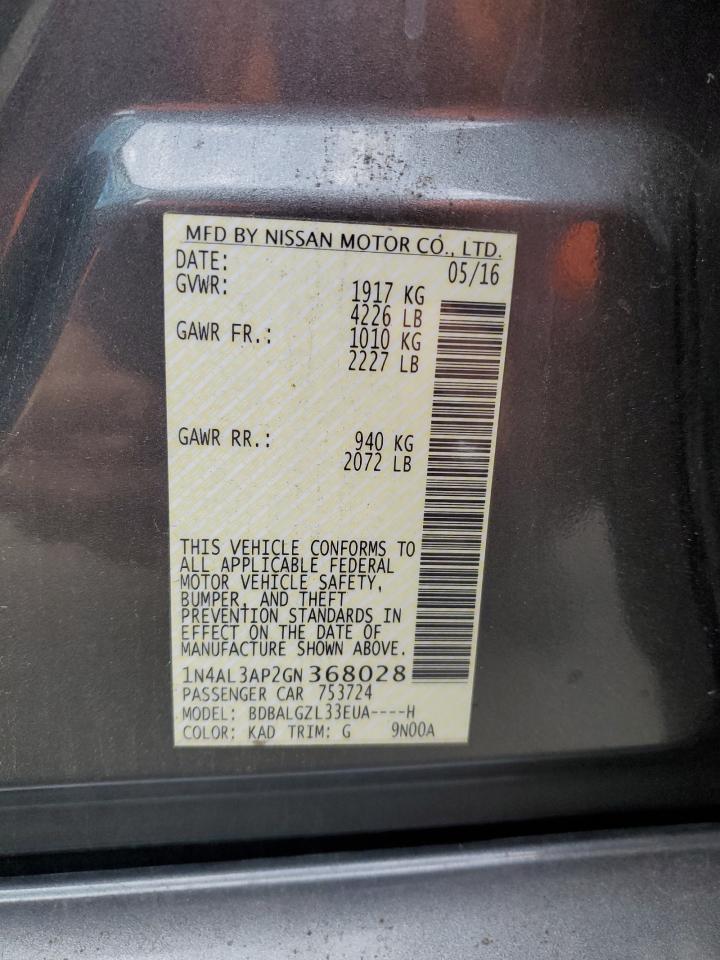 MFD BY NISSAN MOTOR CO., LTD.
DATE: 05/16
GVWR: 1917 KG
4226 LB
GAWR FR.: 1010 KG
2227 LB
GAWR RR.: 940 KG
2072 LB
THIS VEHICLE CONFORMS TO
ALL APPLICABLE FEDERAL
MOTOR VEHICLE SAFETY,
BUMPER, AND THEFT
PREVENTION STANDARDS IN
EFFECT ON THE DATE OF
MANUFACTURE SHOWN ABOVE.
1N4AL3AP2GN368028
PASSENGER CAR 753724
MODEL: BDBALGZL33EUA----H
COLOR: KAD TRIM: G 9N00A